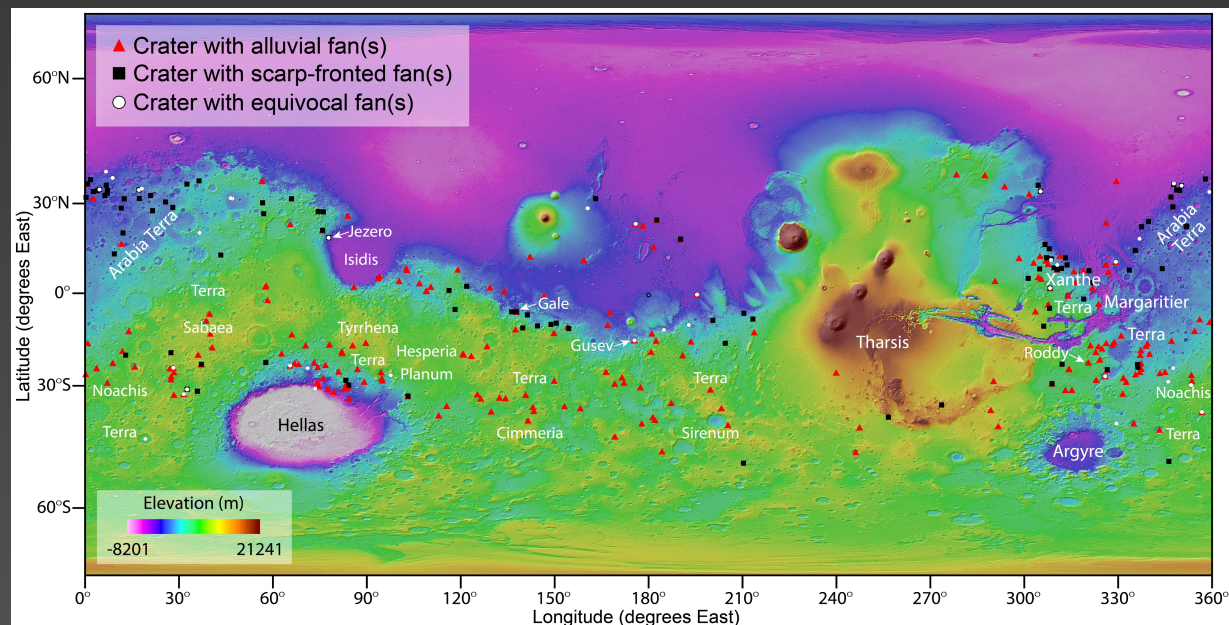 Crater with alluvial fan(s)
Crater with scarp-fronted fan(s)
Crater with equivocal fan(s)
60°N
30°N
0°
30°S
60°S
Latitude (degrees East)
Jezero
Isidis
Arabia Terra
Arabia
Terra
Terra
Sabaea
Gale
Gusev
Tyrrhena
Terra
Hesperia
Planum
Noachis
Terra
Hellas
Terra
Cimmeria
Terra
Sirenum
Tharsis
Xanthe
Terra
Margaritier
Terra
Roddy
Noachis
Terra
Argyre
Elevation (m)
-8201 21241
0° 30° 60° 90° 120° 150° 180° 210° 240° 270° 300° 330° 360°
Longitude (degrees East)